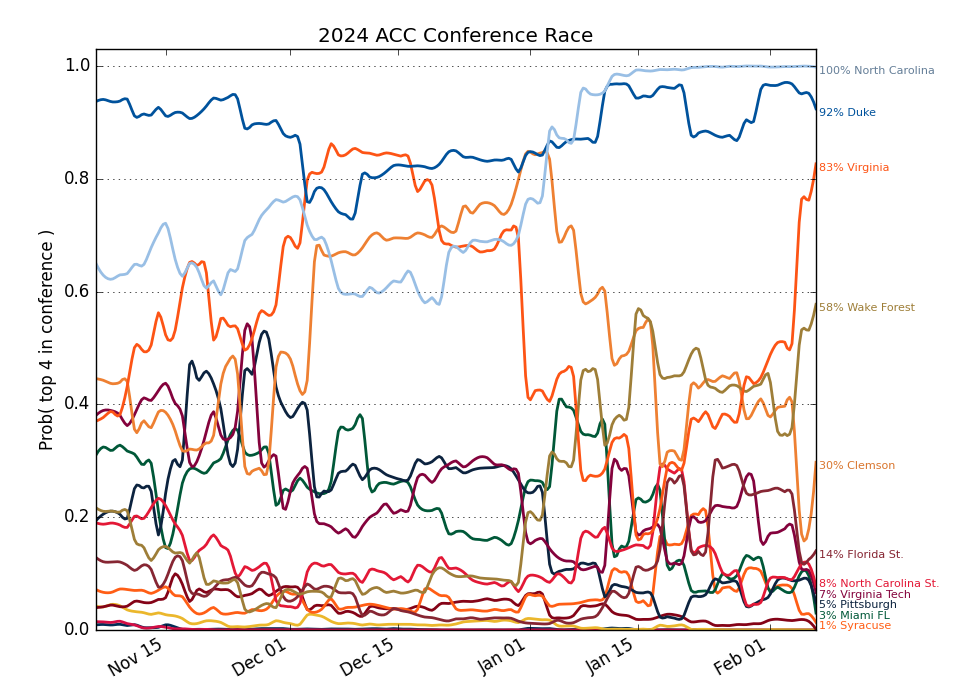 2024 ACC Conference Race
Prob( top 4 in conference )
1.0
0.8
0.6
0.4
0.2
0.0
Nov 15
Dec 01
Dec 15
Jan 01
Jan 15
Feb 01
100% North Carolina
92% Duke
83% Virginia
58% Wake Forest
30% Clemson
14% Florida St.
8% North Carolina St.
7% Virginia Tech
5% Pittsburgh
3% Miami FL
1% Syracuse